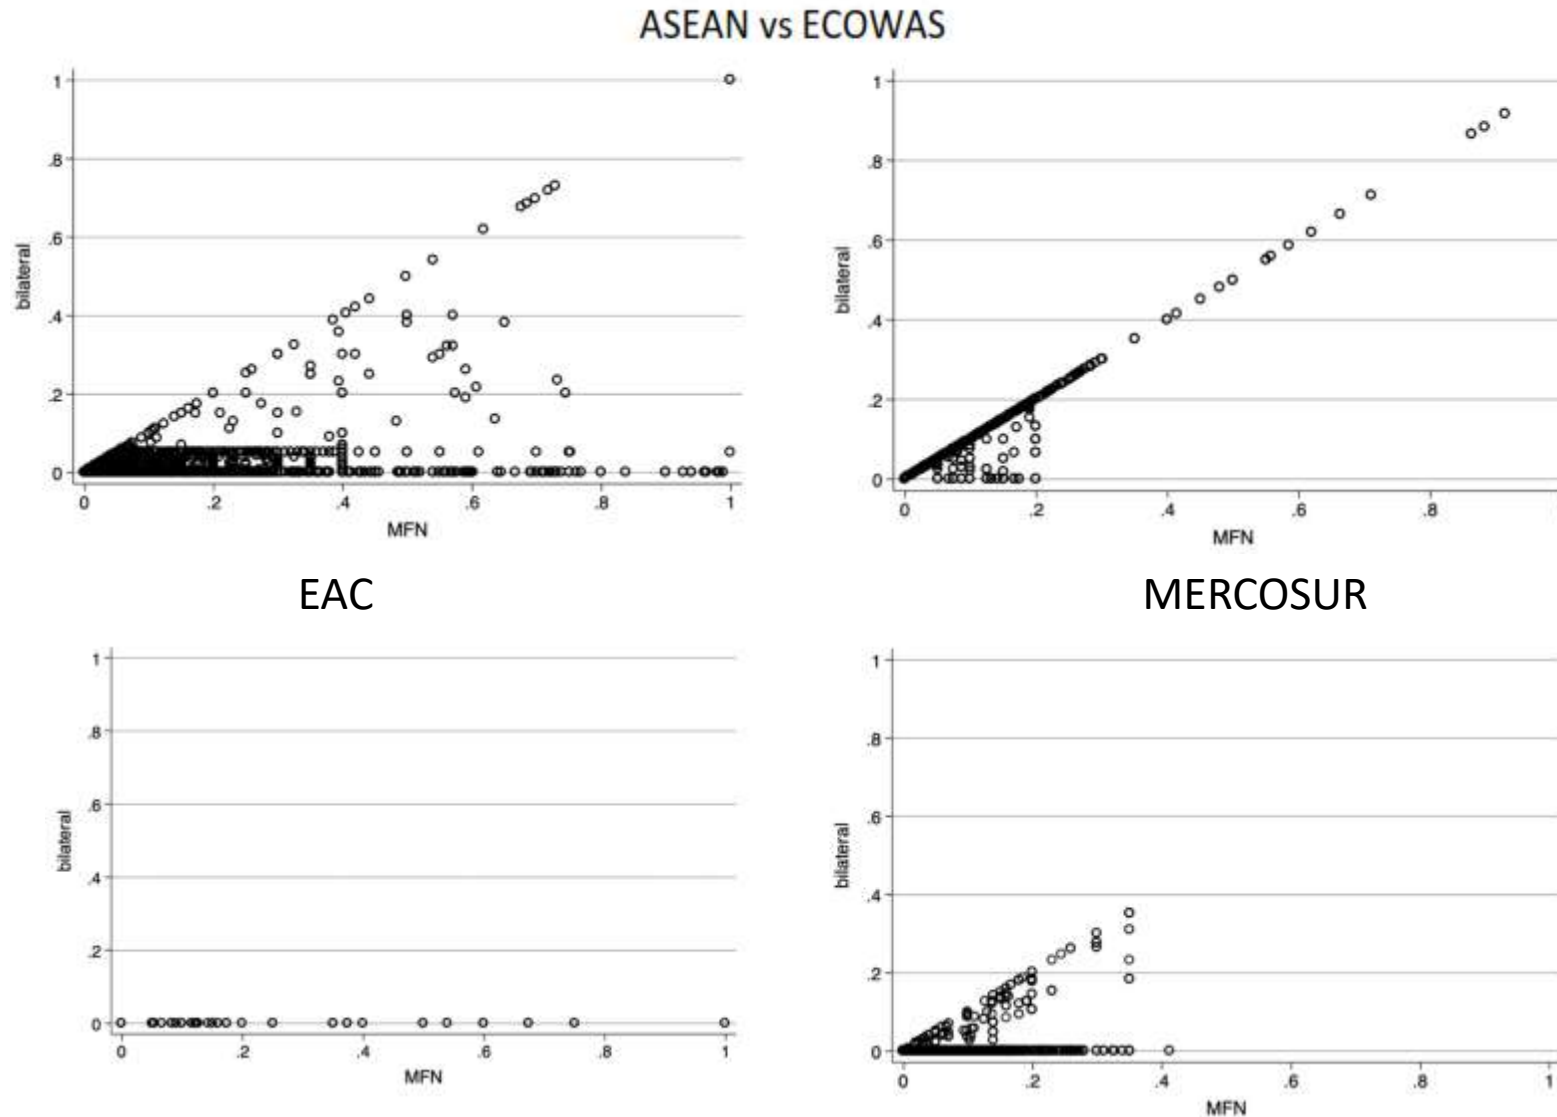 ASEAN vs ECOWAS
1
.8
.6
.4
.2
0
bilateral
0 .2 .4 .6 .8 1
MFN
1
.8
.6
.4
.2
0
bilateral
0 .2 .4 .6 .8
MFN
EAC
MERCOSUR
1
.8
.6
.4
.2
0
bilateral
0 .2 .4 .6 .8 1
MFN
1
.8
.6
.4
.2
0
bilateral
0 .2 .4 .6 .8 1
MFN